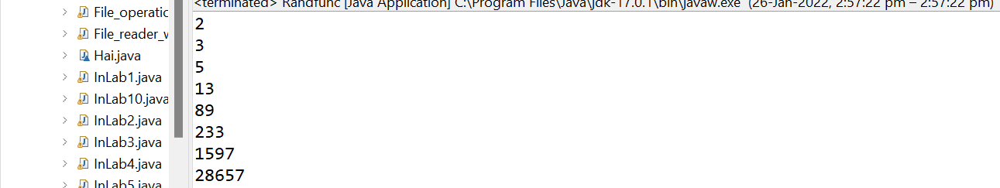 <terminated> Randfunc [Java Application] C:\Program Files\Java\jdk-17.0.1\bin\javaw.exe (26-Jan-2022, 2:57:22 pm – 2:57:22 pm)
File_operatic
File_reader_w
Hai.java
InLab1.java
InLab10.java
InLab2.java
InLab3.java
InLab4.java
InLab5.java
2
3
5
13
89
233
1597
28657